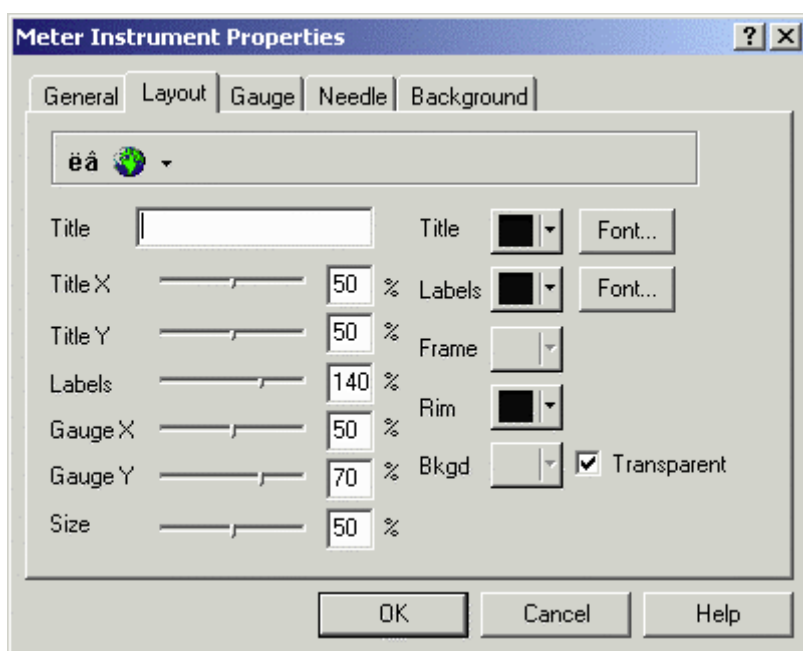 Meter Instrument Properties
General Layout Gauge Needle Background
ëâ
Title Title Font...
Title X 50 % Labels Font...
Title Y 50 % Frame
Labels 140 % Rim
Gauge X 50 %
Gauge Y 70 % Bkgd Transparent
Size 50 %
OK Cancel Help